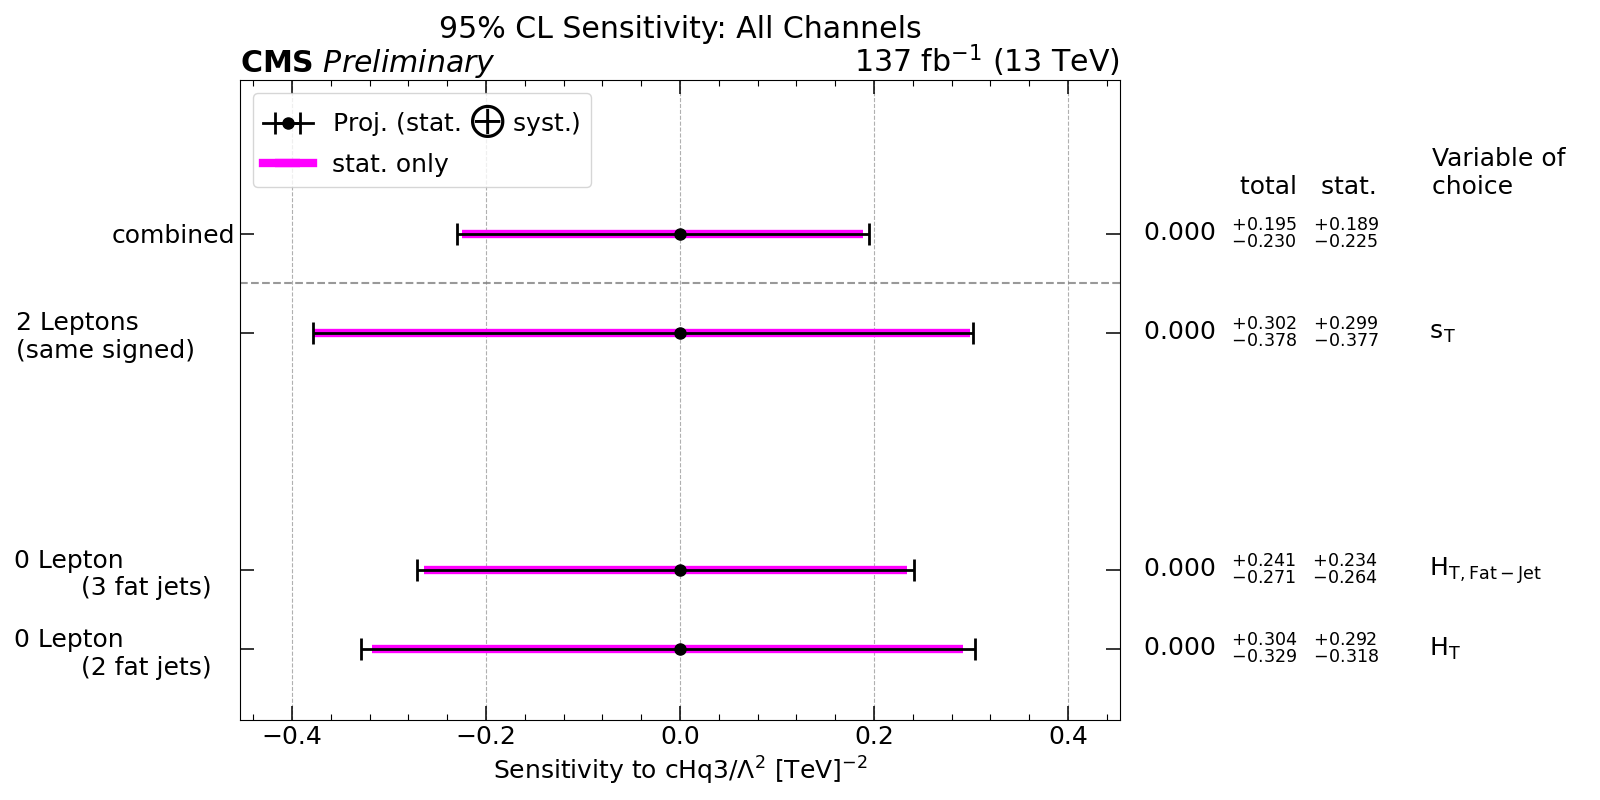 95% CL Sensitivity: All Channels
CMS Preliminary 137 fb⁻¹ (13 TeV)
Proj. (stat. ⊕ syst.)
stat. only
total stat. Variable of
choice
combined 0.000 +0.195 −0.230 +0.189 −0.225
2 Leptons
(same signed) 0.000 +0.302 −0.378 +0.299 −0.377 s_T
0 Lepton
(3 fat jets) 0.000 +0.241 −0.271 +0.234 −0.264 H_T, Fat−Jet
0 Lepton
(2 fat jets) 0.000 +0.304 −0.329 +0.292 −0.318 H_T
−0.4 −0.2 0.0 0.2 0.4
Sensitivity to cHq3/Λ² [TeV]⁻²